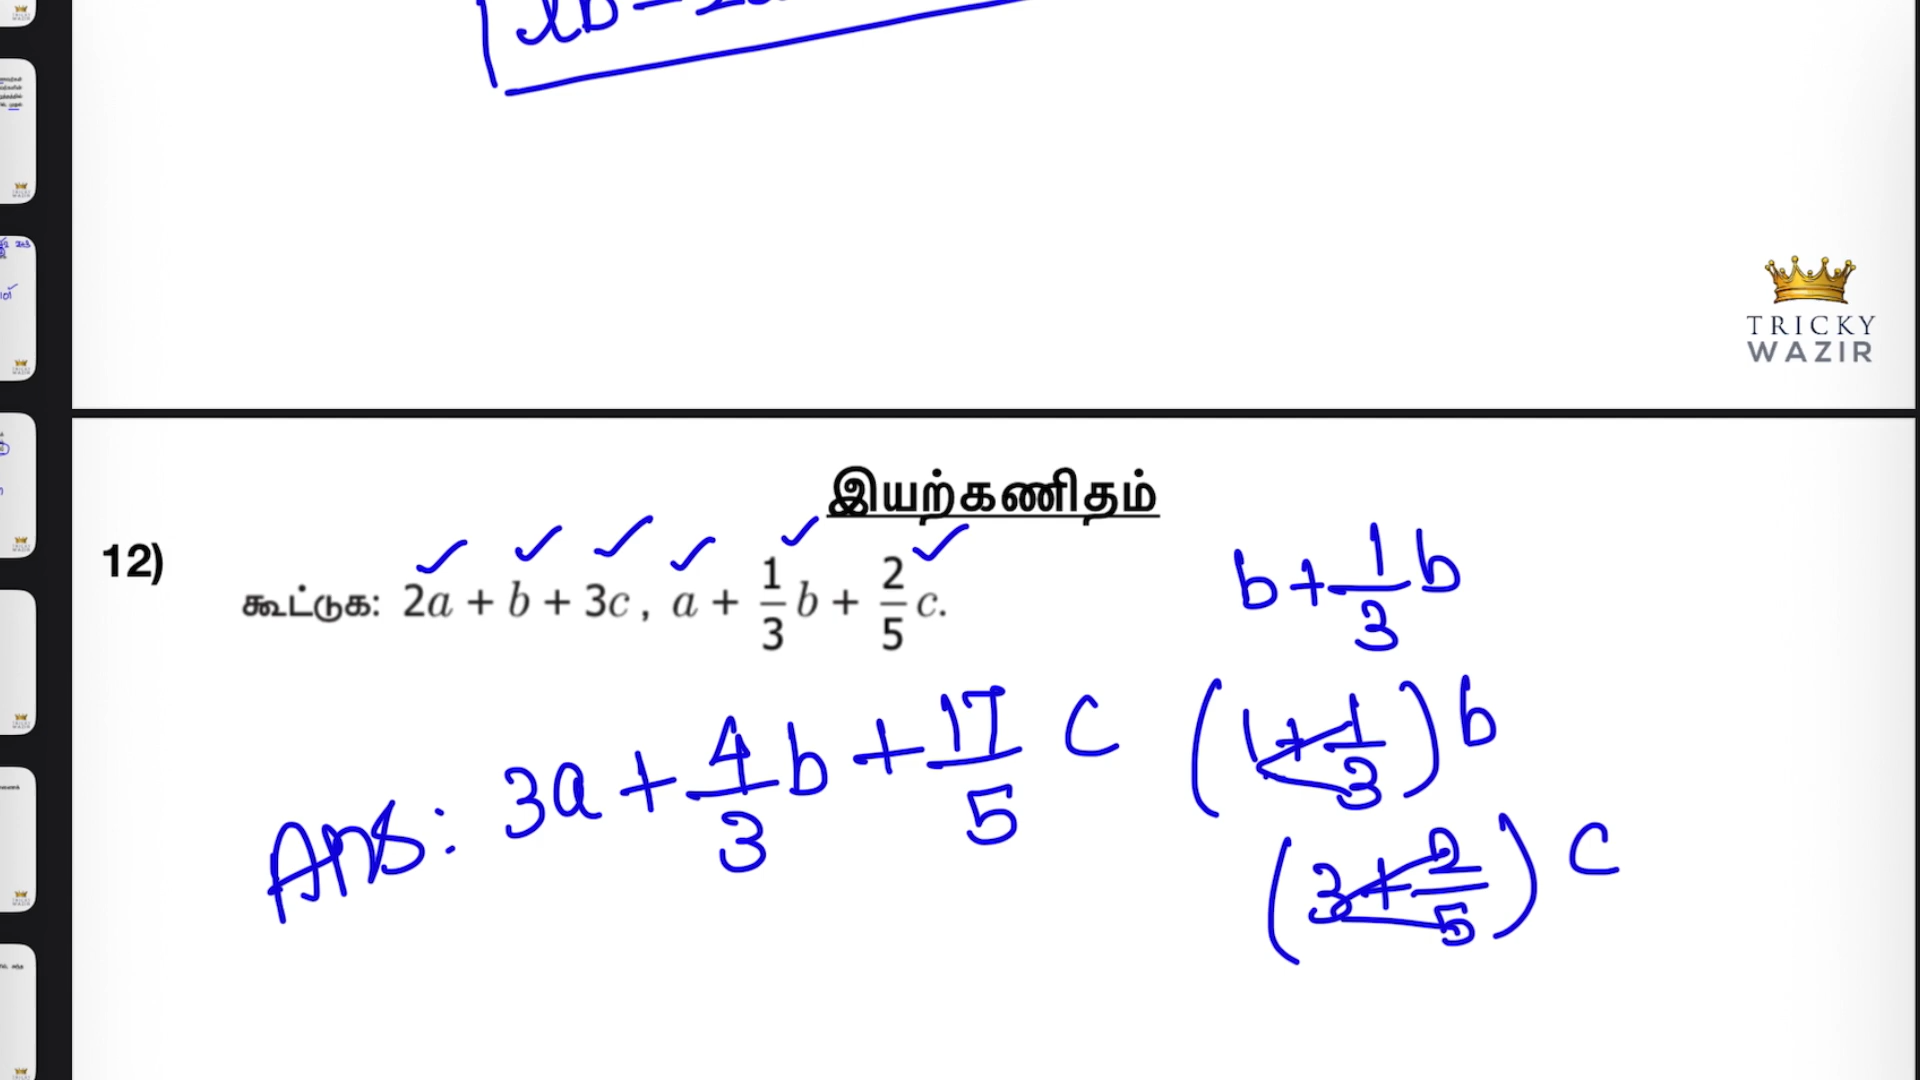 TRICKY
WAZIR
இயற்கணிதம்
12)
கூட்டுக: 2a + b + 3c , a + 1/3 b + 2/5 c.
b + 1/3 b
(1 + 1/3) b
(3 + 2/5) c
Ans: 3a + 4/3 b + 17/5 c